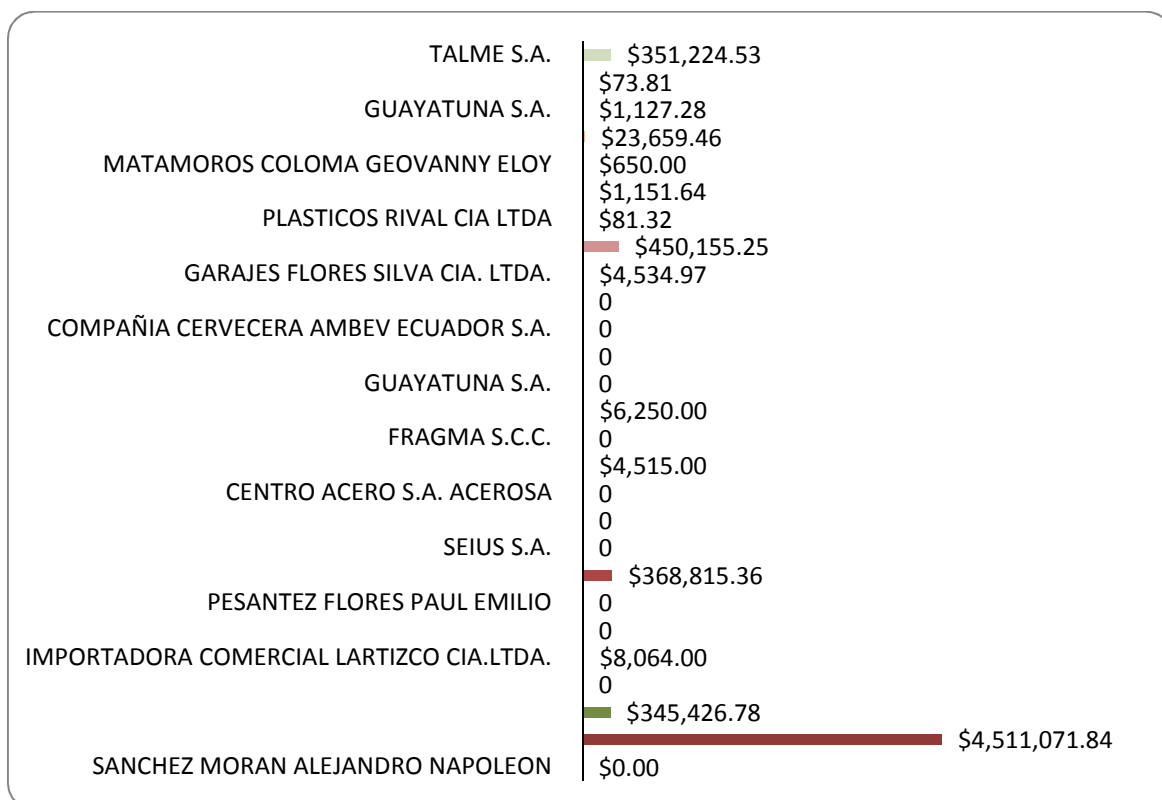 TALME S.A. $351,224.53
$73.81
GUAYATUNA S.A. $1,127.28
$23,659.46
MATAMOROS COLOMA GEOVANNY ELOY $650.00
$1,151.64
PLASTICOS RIVAL CIA LTDA $81.32
$450,155.25
GARAJES FLORES SILVA CIA. LTDA. $4,534.97
0
COMPAÑIA CERVECERA AMBEV ECUADOR S.A. 0
0
GUAYATUNA S.A. 0
$6,250.00
FRAGMA S.C.C. 0
$4,515.00
CENTRO ACERO S.A. ACEROSA 0
0
SEIUS S.A. 0
$368,815.36
PESANTEZ FLORES PAUL EMILIO 0
0
IMPORTADORA COMERCIAL LARTIZCO CIA.LTDA. $8,064.00
0
$345,426.78
$4,511,071.84
SANCHEZ MORAN ALEJANDRO NAPOLEON $0.00